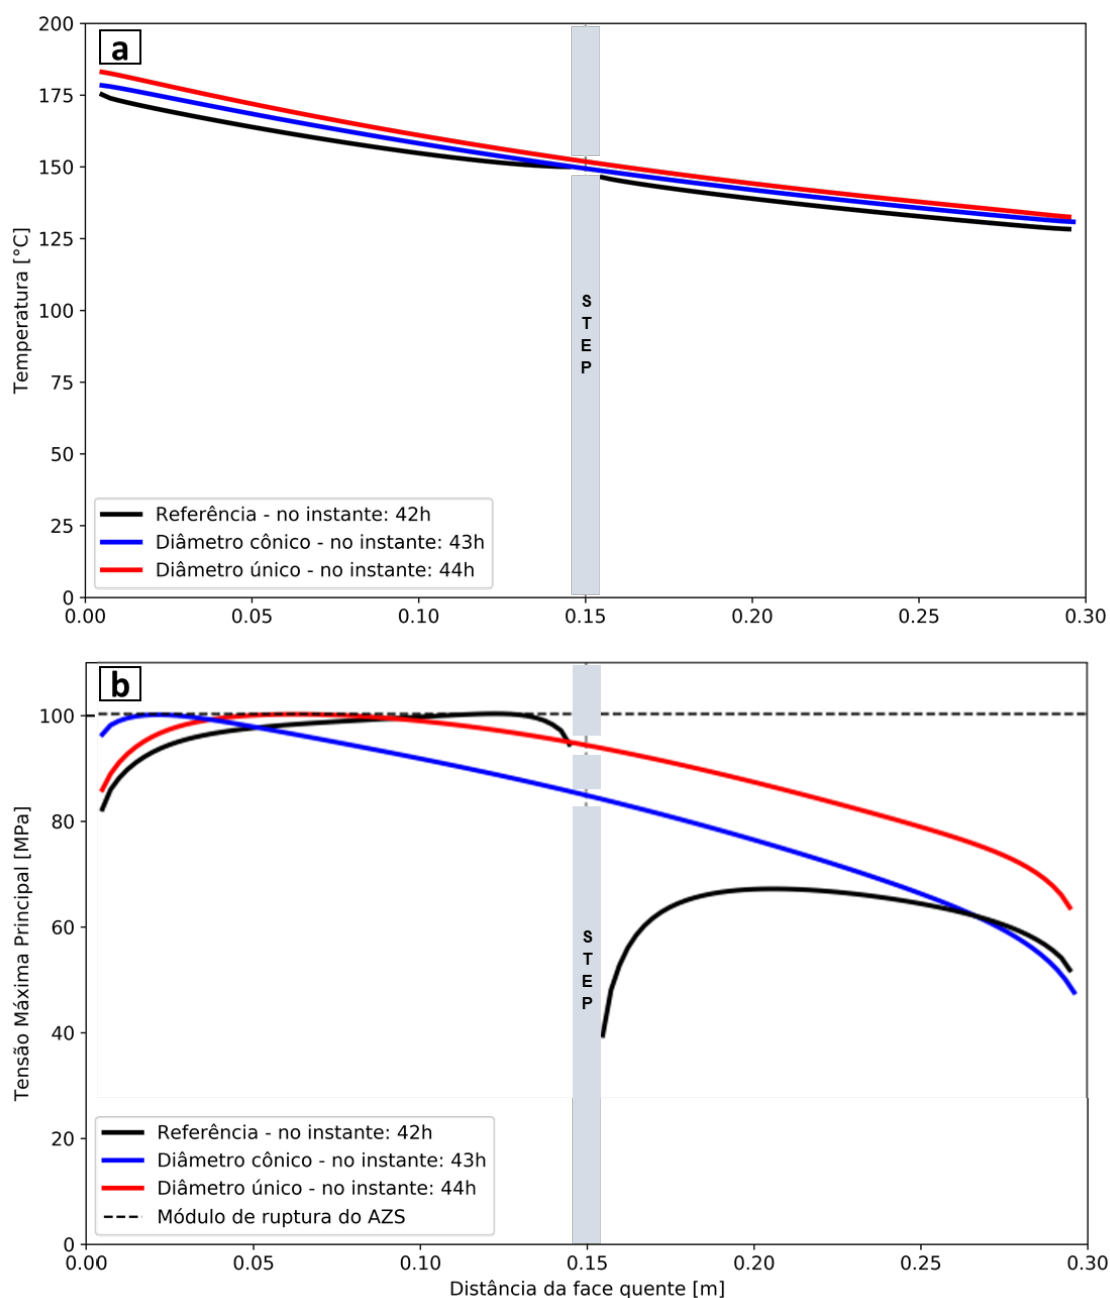 a
200
175
150
125
100
75
50
25
0
Temperatura [°C]
STEP
Referência - no instante: 42h
Diâmetro cônico - no instante: 43h
Diâmetro único - no instante: 44h
0.00 0.05 0.10 0.15 0.20 0.25 0.30
b
100
80
60
40
20
0
Tensão Máxima Principal [MPa]
STEP
Referência - no instante: 42h
Diâmetro cônico - no instante: 43h
Diâmetro único - no instante: 44h
Módulo de ruptura do AZS
0.00 0.05 0.10 0.15 0.20 0.25 0.30
Distância da face quente [m]